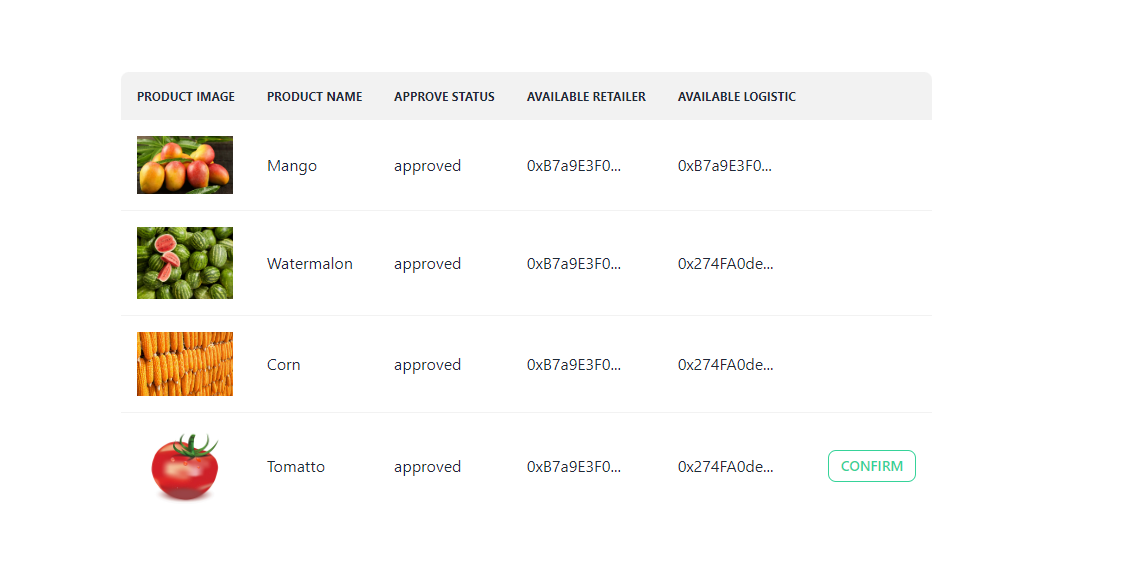 PRODUCT IMAGE PRODUCT NAME APPROVE STATUS AVAILABLE RETAILER AVAILABLE LOGISTIC
Mango approved 0xB7a9E3F0... 0xB7a9E3F0...
Watermalon approved 0xB7a9E3F0... 0x274FA0de...
Corn approved 0xB7a9E3F0... 0x274FA0de...
Tomatto approved 0xB7a9E3F0... 0x274FA0de... CONFIRM